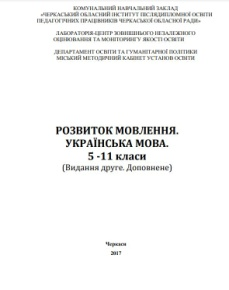 КОМУНАЛЬНИЙ НАВЧАЛЬНИЙ ЗАКЛАД
«ЧЕРКАСЬКИЙ ОБЛАСНИЙ ІНСТИТУТ ПІСЛЯДИПЛОМНОЇ ОСВІТИ
ПЕДАГОГІЧНИХ ПРАЦІВНИКІВ ЧЕРКАСЬКОЇ ОБЛАСНОЇ РАДИ»
ЛАБОРАТОРІЯ-ЦЕНТР ЗОВНІШНЬОГО НЕЗАЛЕЖНОГО
ОЦІНЮВАННЯ ТА МОНІТОРИНГУ ЯКОСТІ ОСВІТИ
ДЕПАРТАМЕНТ ОСВІТИ ТА ГУМАНІТАРНОЇ ПОЛІТИКИ
МІСЬКИЙ МЕТОДИЧНИЙ КАБІНЕТ УСТАНОВ ОСВІТИ
РОЗВИТОК МОВЛЕННЯ.
УКРАЇНСЬКА МОВА.
5 -11 класи
(Видання друге. Доповнене)
Черкаси
2017